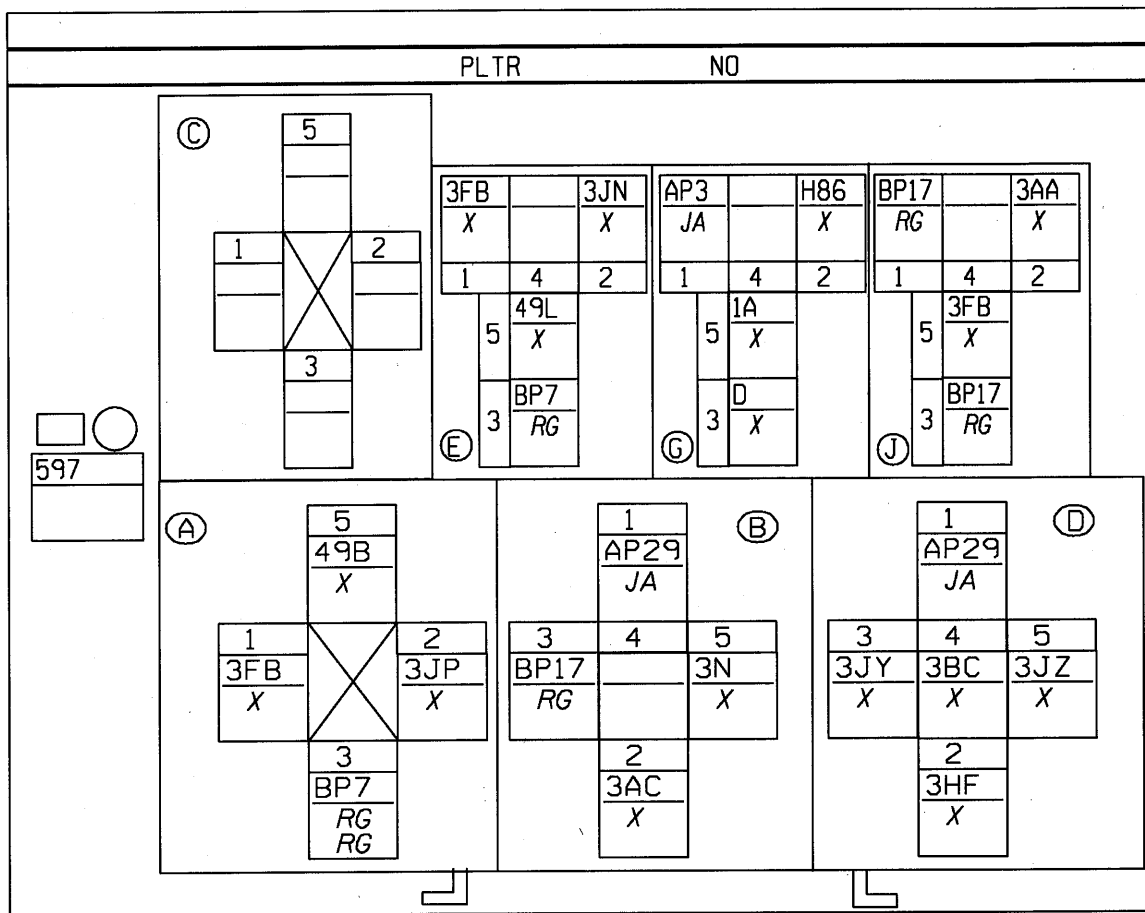 PLTR NO
C
5
1 2
3
3FB 3JN
X X
1 4 2
5 49L
X
3 BP7
RG
E
AP3 H86
JA X
1 4 2
5 1A
X
3 D
X
G
BP17 3AA
RG X
1 4 2
5 3FB
X
3 BP17
RG
J
597
A
5
49B
X
1 2
3FB 3JP
X X
3
BP7
RG
RG
B
1
AP29
JA
3 4 5
BP17 3N
RG X
2
3AC
X
D
1
AP29
JA
3 4 5
3JY 3BC 3JZ
X X X
2
3HF
X